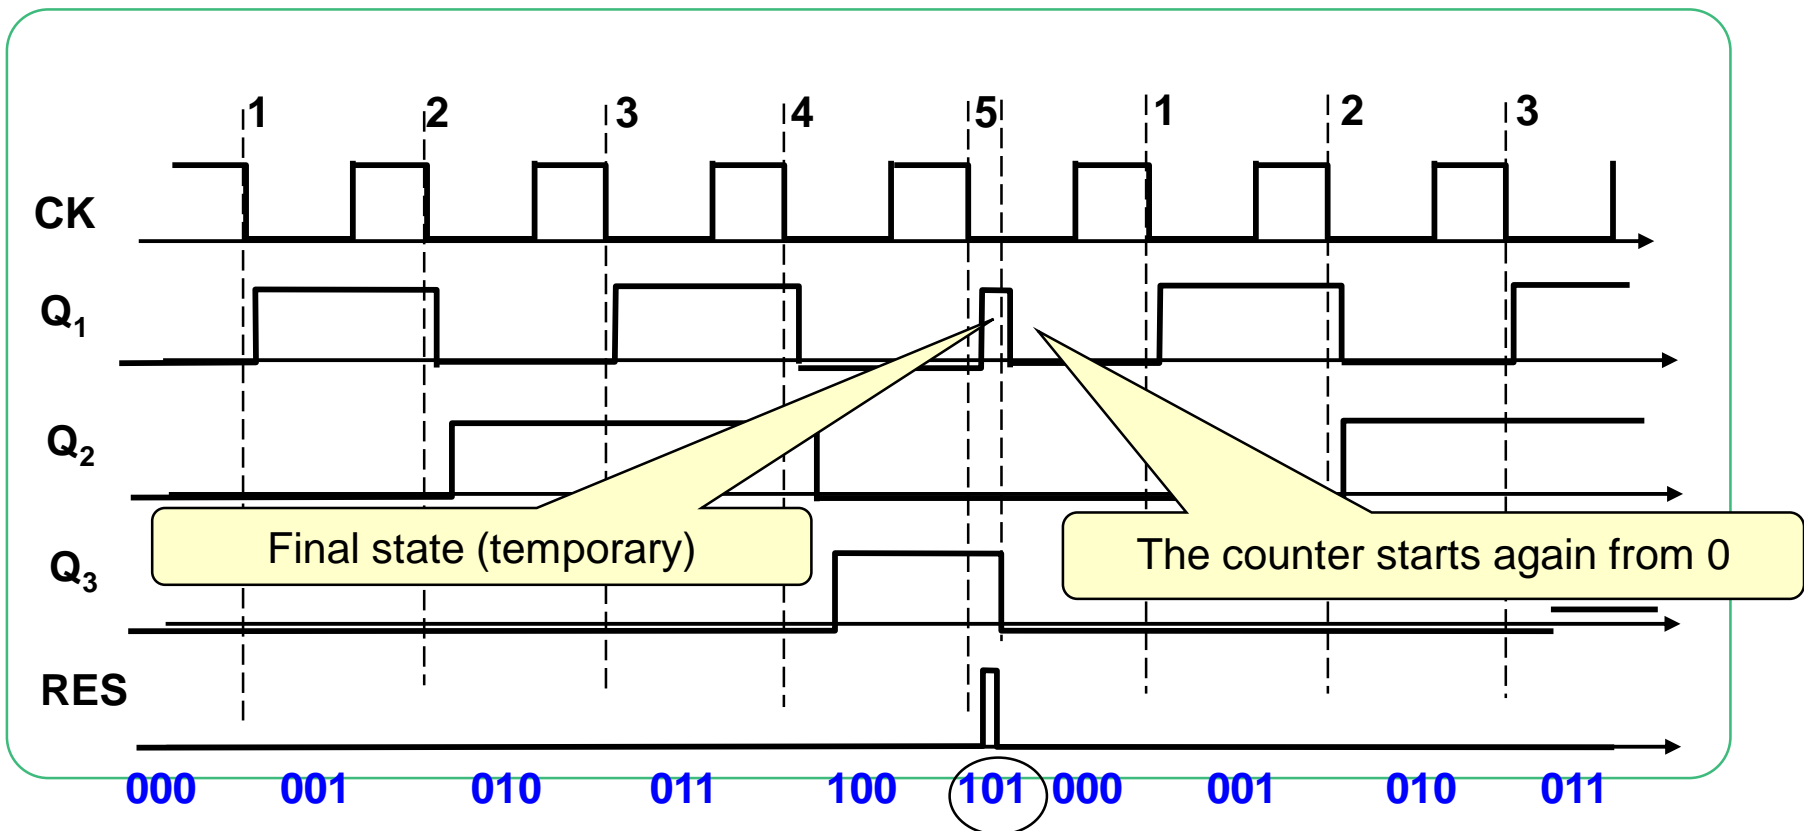 1 2 3 4 5 1 2 3
CK
Q1
Q2
Final state (temporary)
The counter starts again from 0
Q3
RES
000 001 010 011 100 101 000 001 010 011